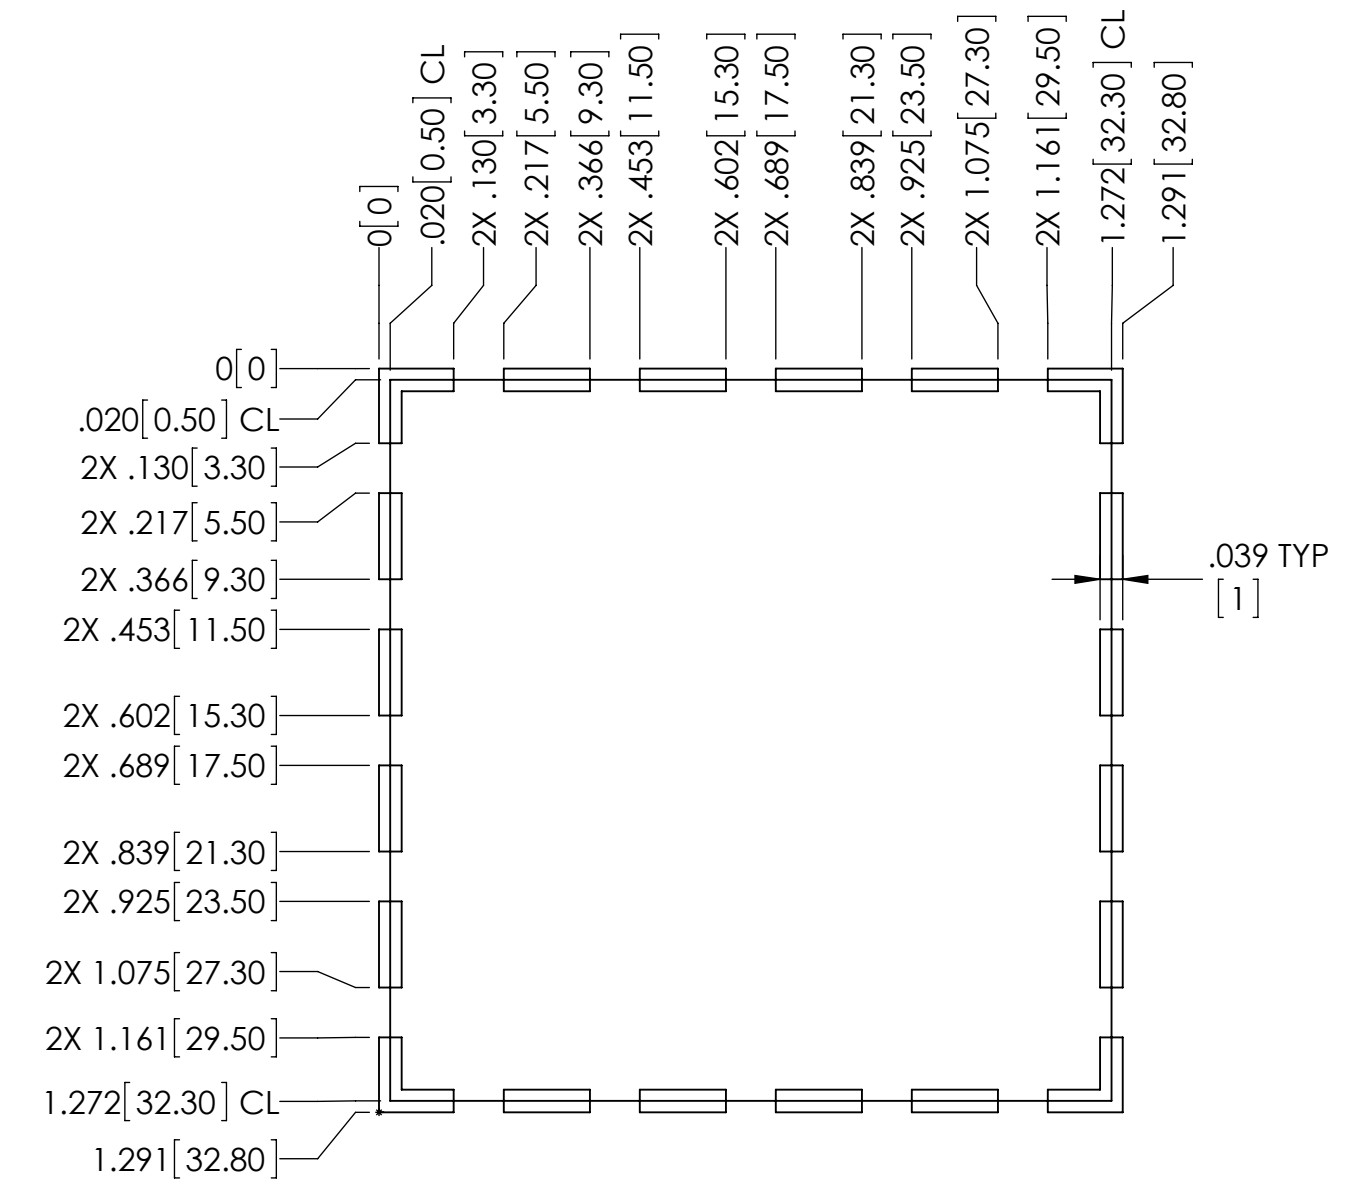 0[0]
.020[0.50] CL
2X .130[3.30]
2X .217[5.50]
2X .366[9.30]
2X .453[11.50]
2X .602[15.30]
2X .689[17.50]
2X .839[21.30]
2X .925[23.50]
2X 1.075[27.30]
2X 1.161[29.50]
1.272[32.30] CL
1.291[32.80]
0[0]
.020[0.50] CL
2X .130[3.30]
2X .217[5.50]
2X .366[9.30]
2X .453[11.50]
2X .602[15.30]
2X .689[17.50]
2X .839[21.30]
2X .925[23.50]
2X 1.075[27.30]
2X 1.161[29.50]
1.272[32.30] CL
1.291[32.80]
.039 TYP
[1]